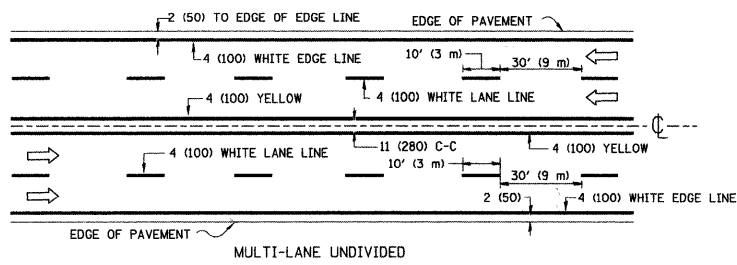 2 (50) TO EDGE OF EDGE LINE
EDGE OF PAVEMENT
4 (100) WHITE EDGE LINE
10' (3 m)
30' (9 m)
4 (100) YELLOW
4 (100) WHITE LANE LINE
℄
11 (280) C-C
4 (100) YELLOW
4 (100) WHITE LANE LINE
10' (3 m)
30' (9 m)
2 (50)
4 (100) WHITE EDGE LINE
EDGE OF PAVEMENT
MULTI-LANE UNDIVIDED